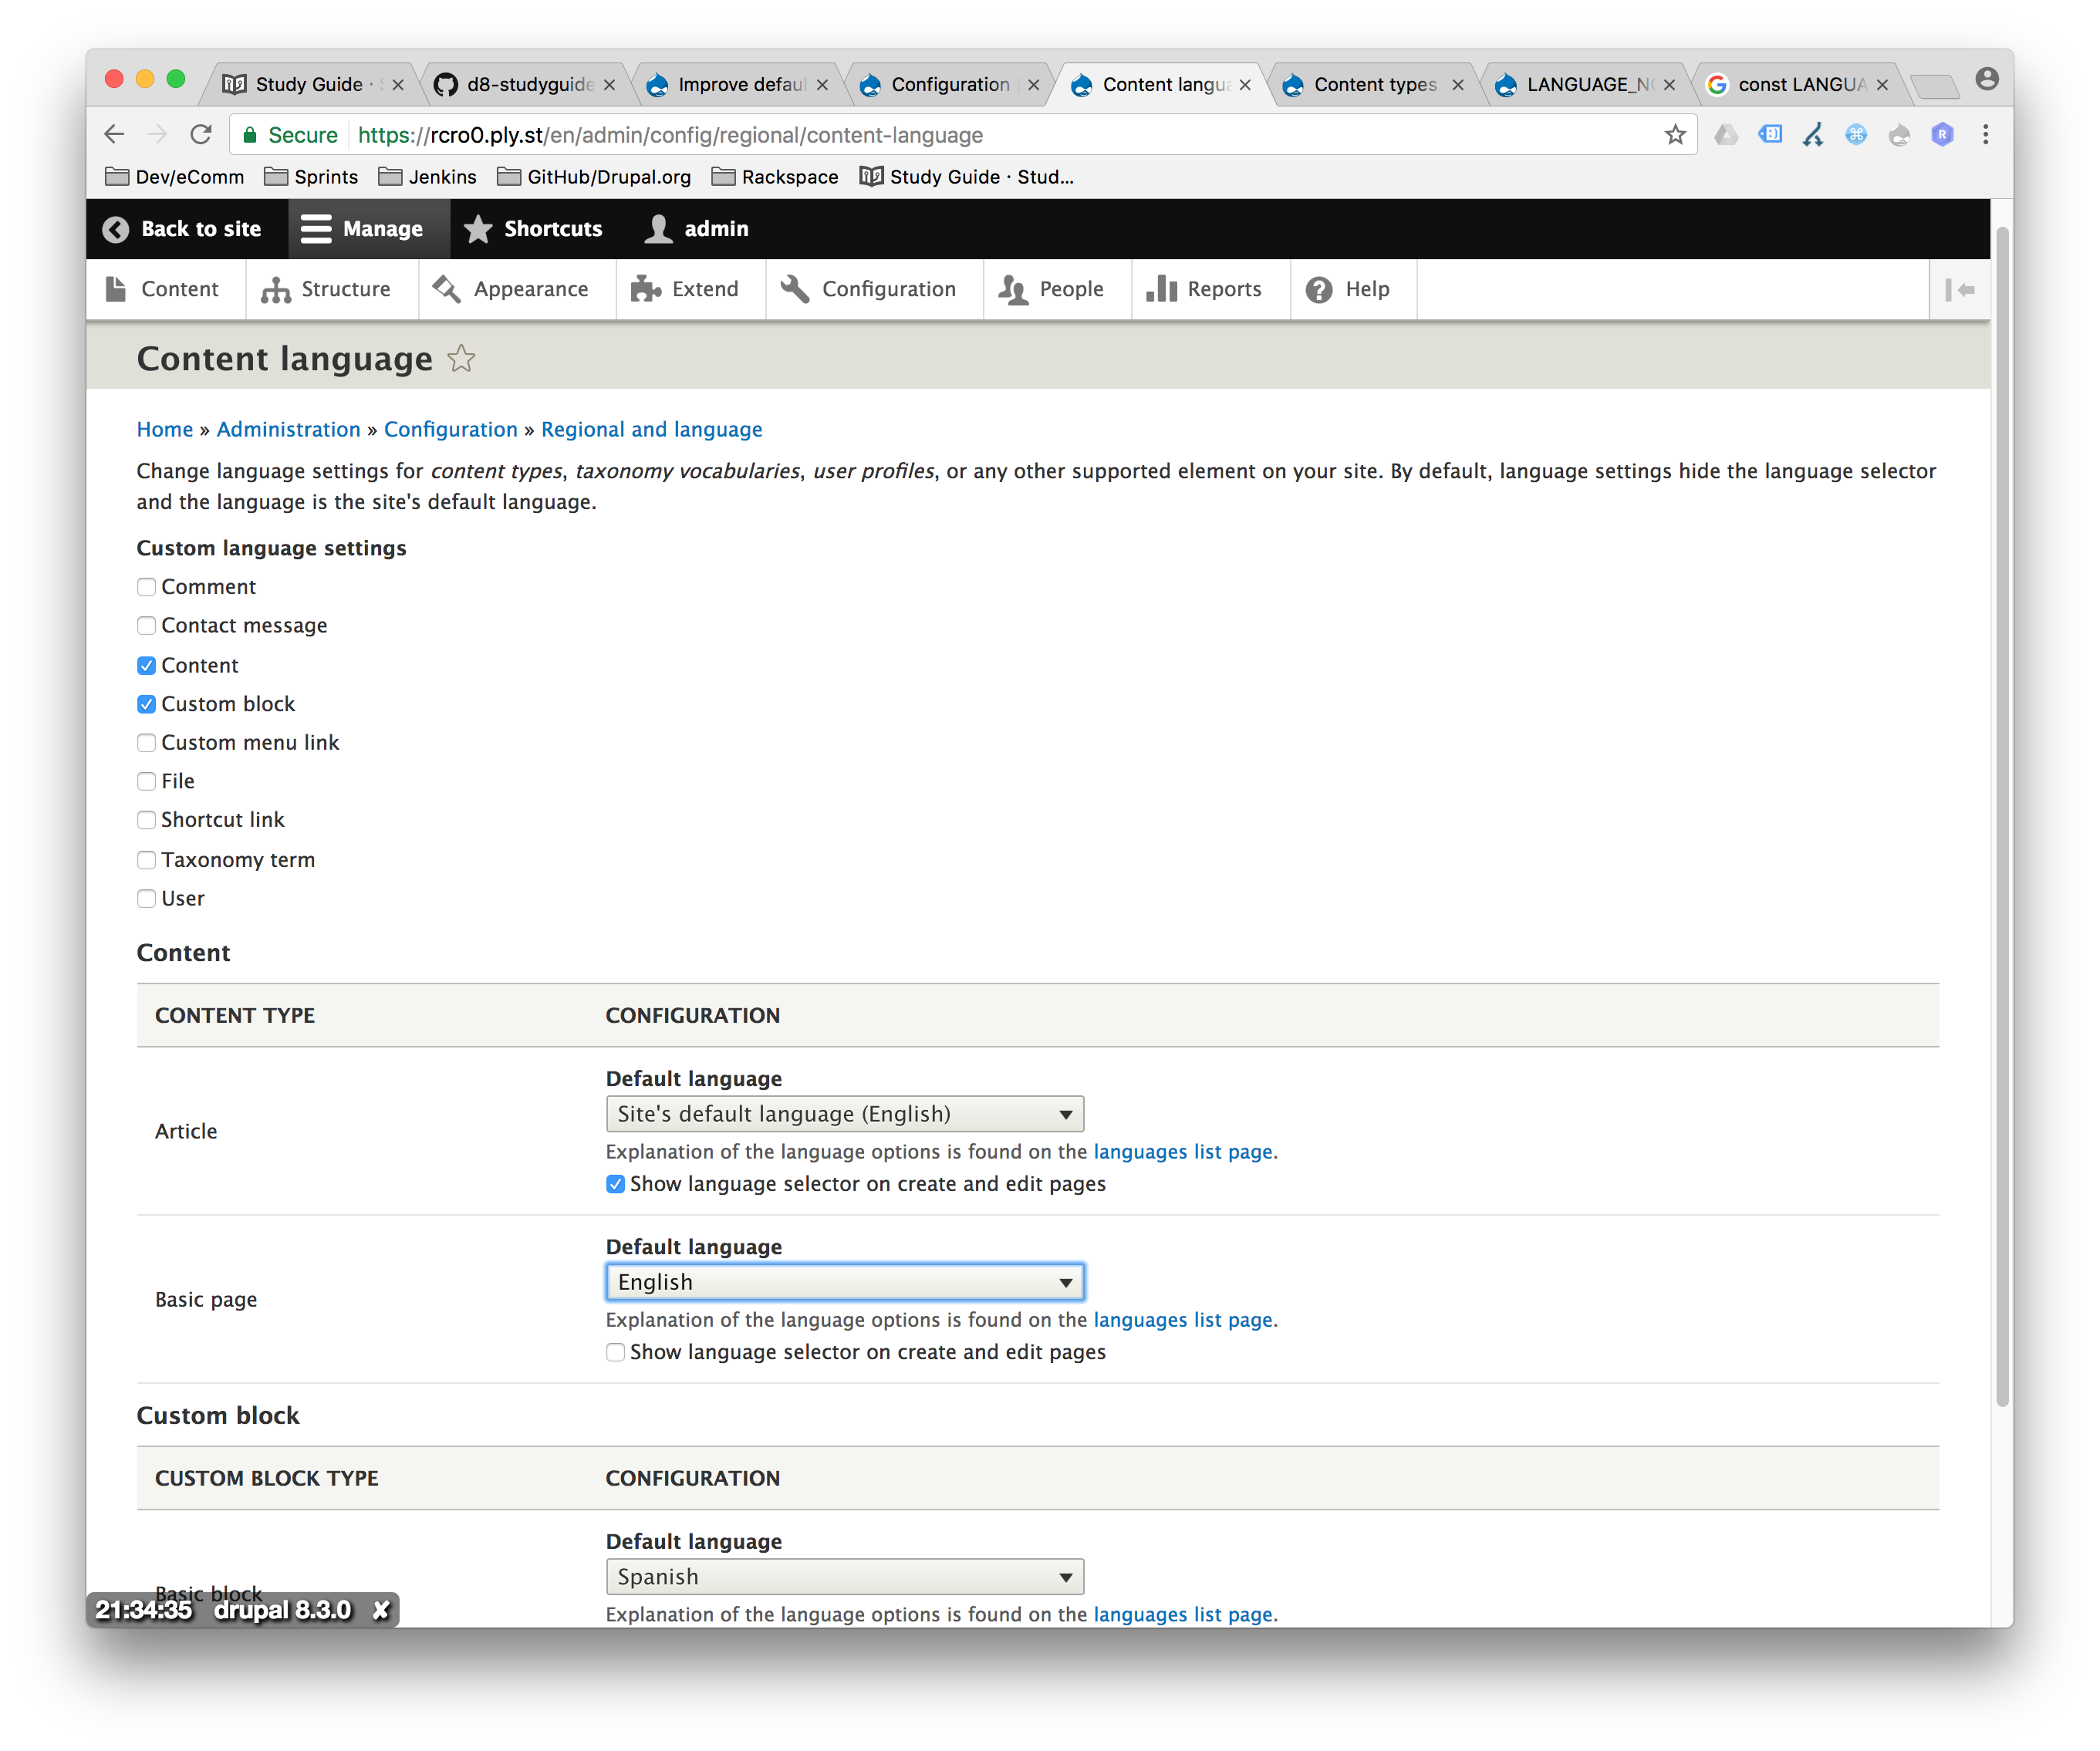 Study Guide · S
d8-studyguide
Improve defaul
Configuration |
Content langua
Content types
LANGUAGE_NO
const LANGUA
Secure https://rcro0.ply.st/en/admin/config/regional/content-language
Dev/eComm Sprints Jenkins GitHub/Drupal.org Rackspace Study Guide · Stud...
Back to site Manage Shortcuts admin
Content Structure Appearance Extend Configuration People Reports Help
Content language
Home » Administration » Configuration » Regional and language
Change language settings for content types, taxonomy vocabularies, user profiles, or any other supported element on your site. By default, language settings hide the language selector
and the language is the site's default language.
Custom language settings
Comment
Contact message
Content
Custom block
Custom menu link
File
Shortcut link
Taxonomy term
User
Content
CONTENT TYPE CONFIGURATION
Default language
Site's default language (English)
Article
Explanation of the language options is found on the languages list page.
Show language selector on create and edit pages
Default language
English
Basic page
Explanation of the language options is found on the languages list page.
Show language selector on create and edit pages
Custom block
CUSTOM BLOCK TYPE CONFIGURATION
Default language
Spanish
Basic block
21:34:35 drupal 8.3.0 ✘
Explanation of the language options is found on the languages list page.